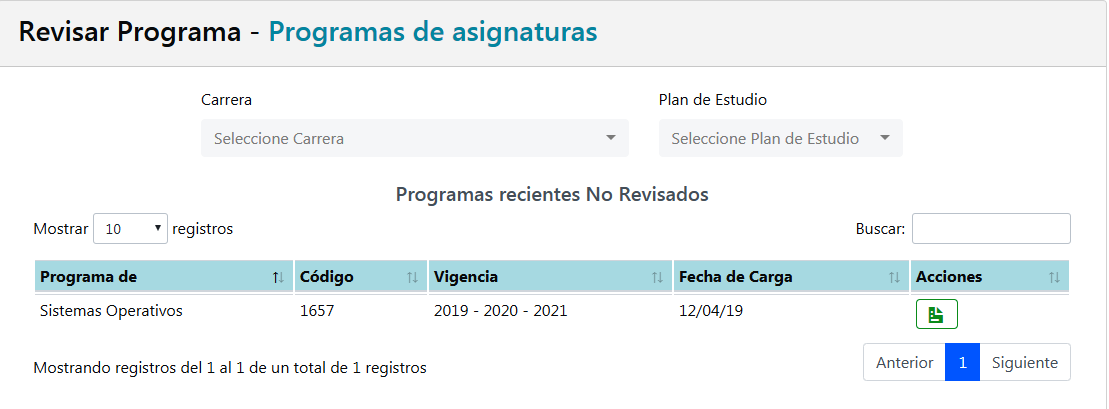 Revisar Programa - Programas de asignaturas
Carrera Plan de Estudio
Seleccione Carrera Seleccione Plan de Estudio
Programas recientes No Revisados
Mostrar 10 registros Buscar:
Programa de Código Vigencia Fecha de Carga Acciones
Sistemas Operativos 1657 2019 - 2020 - 2021 12/04/19
Mostrando registros del 1 al 1 de un total de 1 registros Anterior 1 Siguiente